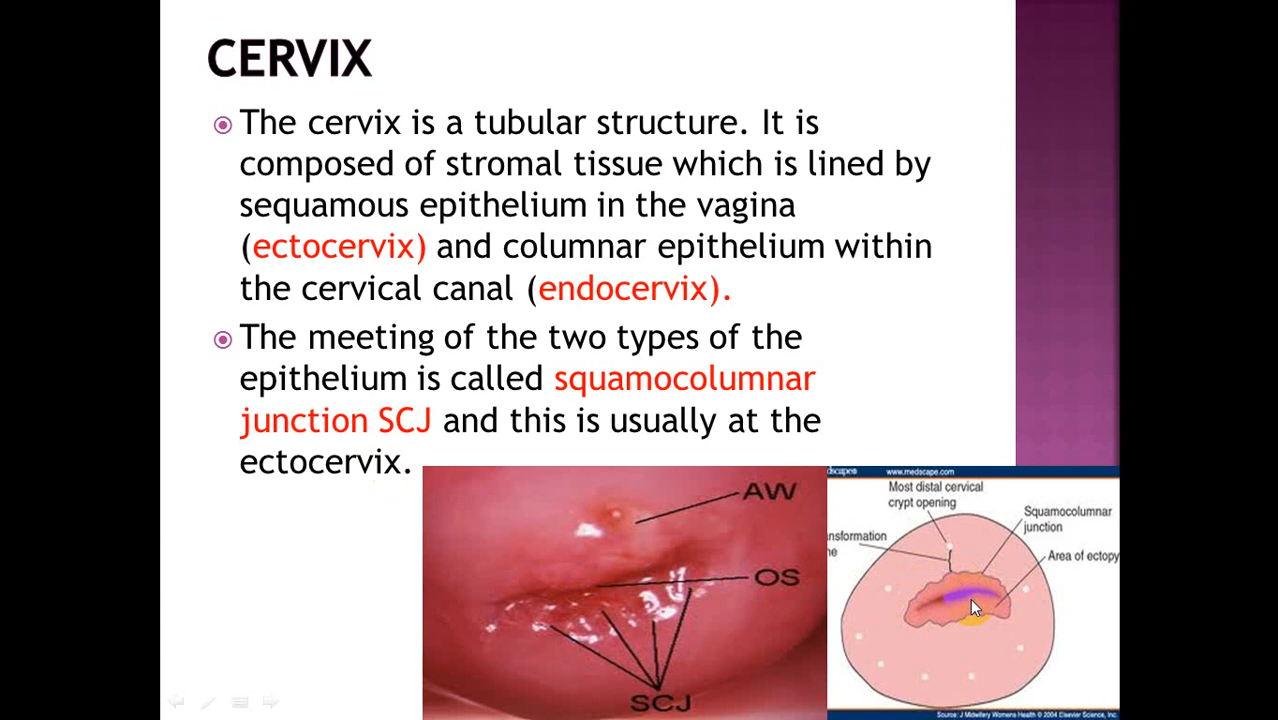 CERVIX
The cervix is a tubular structure. It is
composed of stromal tissue which is lined by
sequamous epithelium in the vagina
(ectocervix) and columnar epithelium within
the cervical canal (endocervix).
The meeting of the two types of the
epithelium is called squamocolumnar
junction SCJ and this is usually at the
ectocervix.
AW
OS
SCJ
dscape® www.medscape.com
Most distal cervical
crypt opening
Squamocolumnar
junction
nsformation
ne
Area of ectopy
Source: J Midwifery Womens Health © 2004 Elsevier Science, Inc.